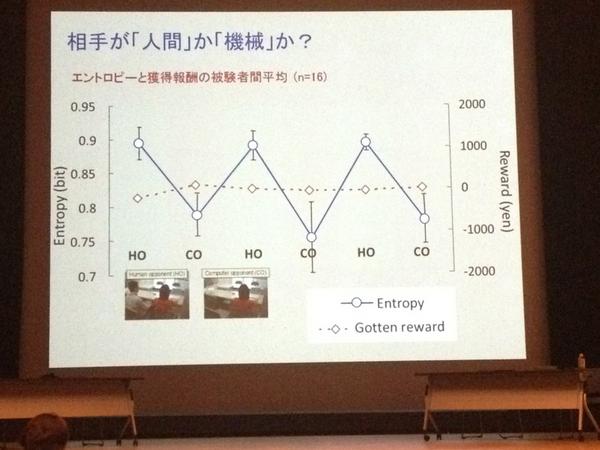 相手が「人間」か「機械」か？
エントロピーと獲得報酬の被験者間平均 (n=16)
0.95
0.9
0.85
0.8
0.75
0.7
Entropy (bit)
2000
1000
0
-1000
-2000
Reward (yen)
HO CO HO CO HO CO
Human opponent (HO)
Computer opponent (CO)
Entropy
Gotten reward